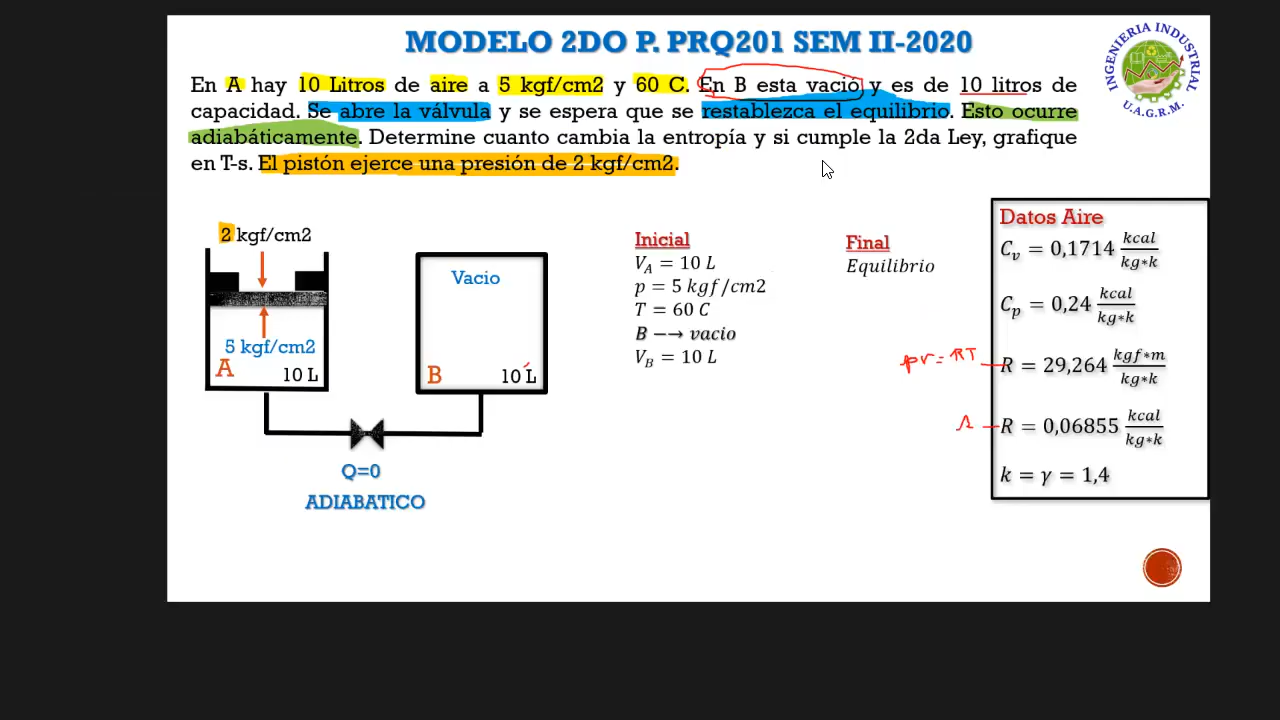 MODELO 2DO P. PRQ201 SEM II-2020
INGENIERIA INDUSTRIAL
U.A.G.R.M.
En A hay 10 Litros de aire a 5 kgf/cm2 y 60 C. En B esta vació y es de 10 litros de
capacidad. Se abre la válvula y se espera que se restablezca el equilibrio. Esto ocurre
adiabáticamente. Determine cuanto cambia la entropía y si cumple la 2da Ley, grafique
en T-s. El pistón ejerce una presión de 2 kgf/cm2.
2 kgf/cm2
5 kgf/cm2
A
10 L
Vacio
B
10 L
Q=0
ADIABATICO
Inicial
V_A = 10 L
p = 5 kgf/cm2
T = 60 C
B −→ vacio
V_B = 10 L
Final
Equilibrio
Datos Aire
C_v = 0,1714 kcal/kg∗k
C_p = 0,24 kcal/kg∗k
pv = RT
R = 29,264 kgf∗m/kg∗k
R = 0,06855 kcal/kg∗k
k = γ = 1,4